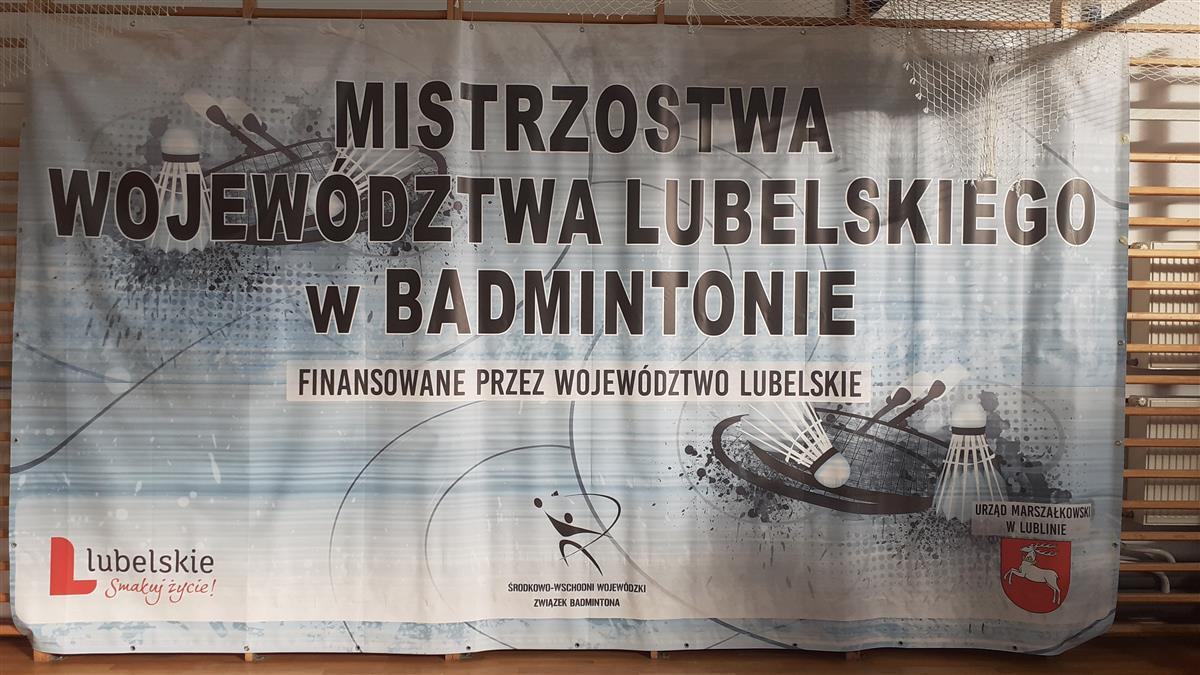 MISTRZOSTWA
WOJEWÓDZTWA LUBELSKIEGO
w BADMINTONIE
FINANSOWANE PRZEZ WOJEWÓDZTWO LUBELSKIE
URZĄD MARSZAŁKOWSKI
W LUBLINIE
lubelskie
Smakuj życie!
ŚRODKOWO-WSCHODNI WOJEWÓDZKI
ZWIĄZEK BADMINTONA